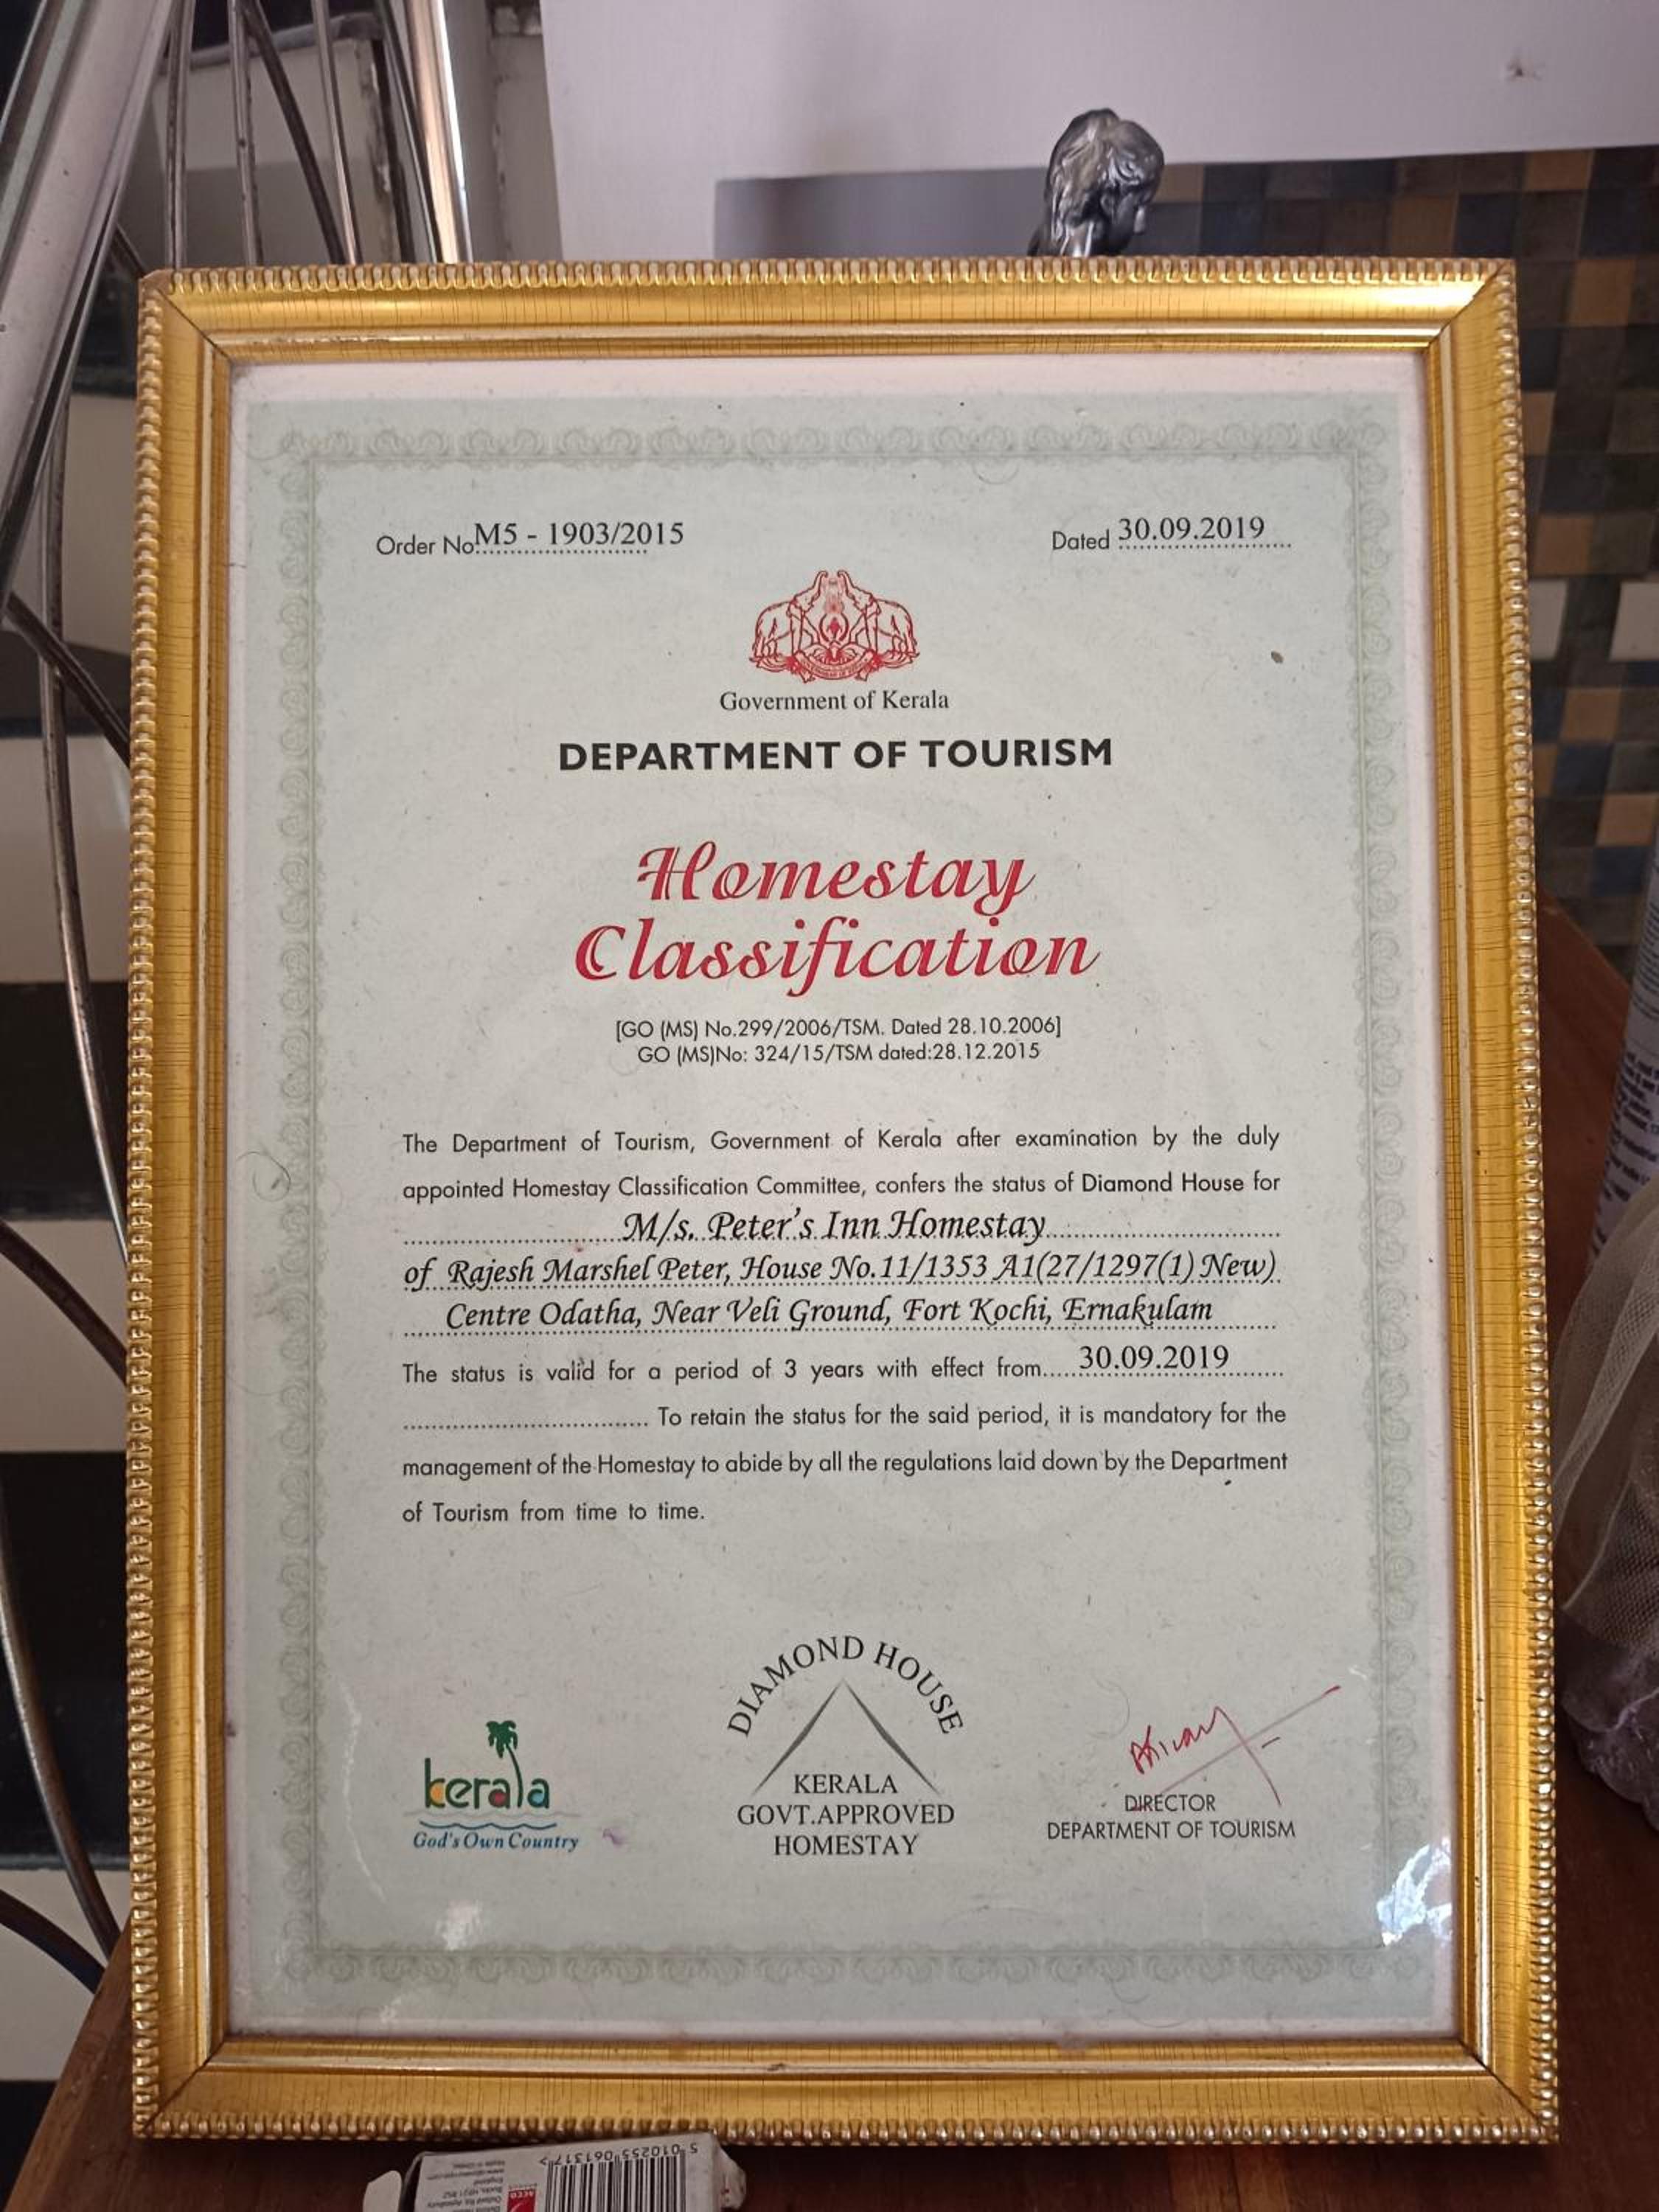 Order No. M5 - 1903/2015
Dated 30.09.2019
Government of Kerala
DEPARTMENT OF TOURISM
Homestay
Classification
[GO (MS) No.299/2006/TSM. Dated 28.10.2006]
GO (MS)No: 324/15/TSM dated:28.12.2015
The Department of Tourism, Government of Kerala after examination by the duly
appointed Homestay Classification Committee, confers the status of Diamond House for
M/s. Peter's Inn Homestay
of Rajesh Marshel Peter, House No.11/1353 A1(27/1297(1) New)
Centre Odatha, Near Veli Ground, Fort Kochi, Ernakulam
The status is valid for a period of 3 years with effect from 30.09.2019
To retain the status for the said period, it is mandatory for the
management of the Homestay to abide by all the regulations laid down by the Department
of Tourism from time to time.
DIAMOND HOUSE
KERALA
GOVT.APPROVED
HOMESTAY
kerala
God's Own Country
DIRECTOR
DEPARTMENT OF TOURISM
5 010255 061317 >